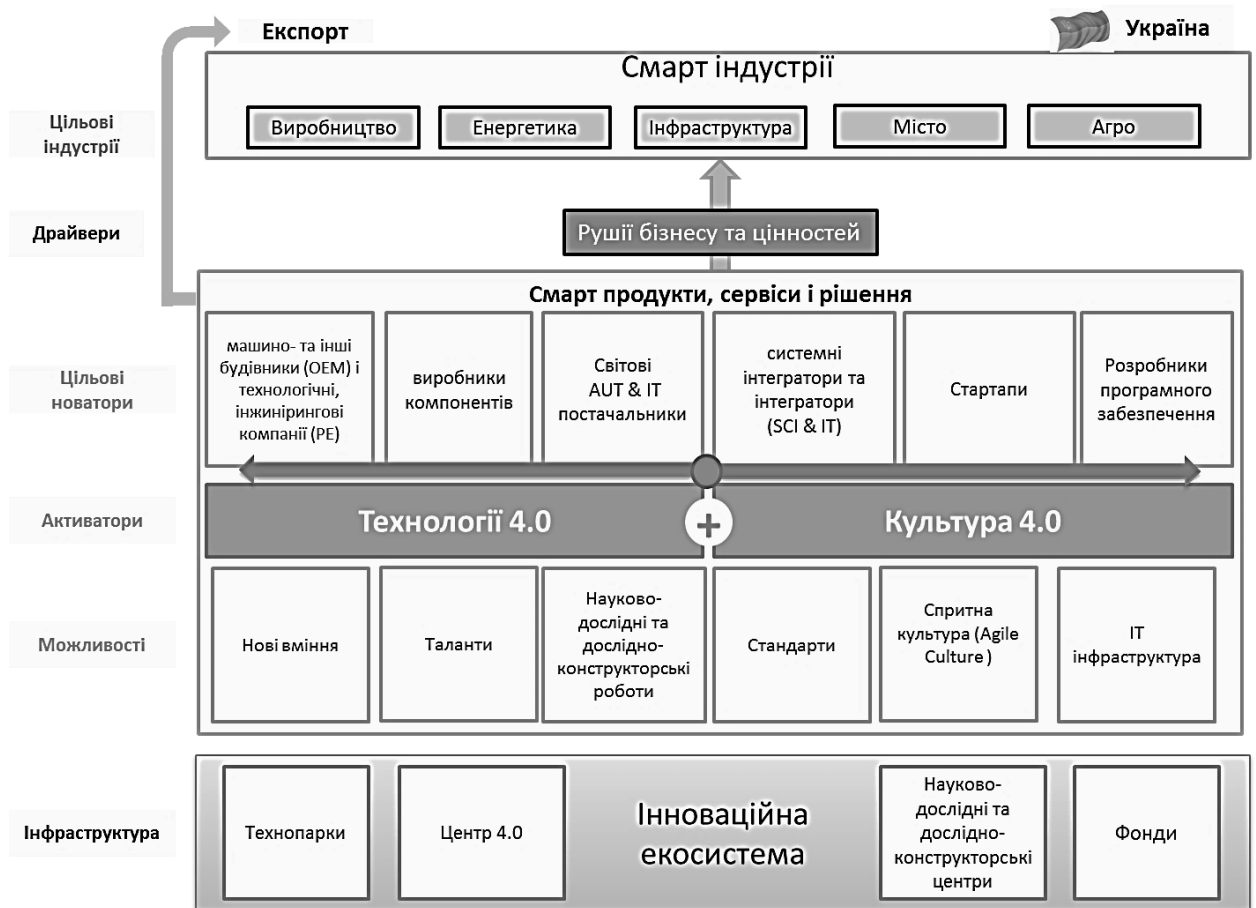 Експорт
Україна
Смарт індустрії
Цільові
індустрії
Виробництво
Енергетика
Інфраструктура
Місто
Агро
Драйвери
Рушії бізнесу та цінностей
Смарт продукти, сервіси і рішення
Цільові
новатори
машино- та інші
будівники (OEM) і
технологічні,
інжинірингові
компанії (PE)
виробники
компонентів
Світові
AUT & IT
постачальники
системні
інтегратори та
інтегратори
(SCI & IT)
Стартапи
Розробники
програмного
забезпечення
Активатори
Технології 4.0
+
Культура 4.0
Можливості
Нові вміння
Таланти
Науково-
дослідні та
дослідно-
конструкторські
роботи
Стандарти
Спритна
культура (Agile
Culture )
ІТ
інфраструктура
Інфраструктура
Технопарки
Центр 4.0
Інноваційна
екосистема
Науково-
дослідні та
дослідно-
конструкторські
центри
Фонди